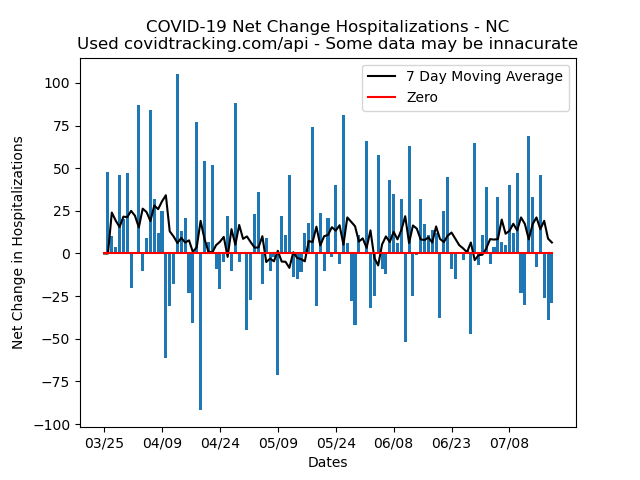 COVID-19 Net Change Hospitalizations - NC
Used covidtracking.com/api - Some data may be innacurate
7 Day Moving Average
Zero
Net Change in Hospitalizations
100
75
50
25
0
−25
−50
−75
−100
03/25 04/09 04/24 05/09 05/24 06/08 06/23 07/08
Dates